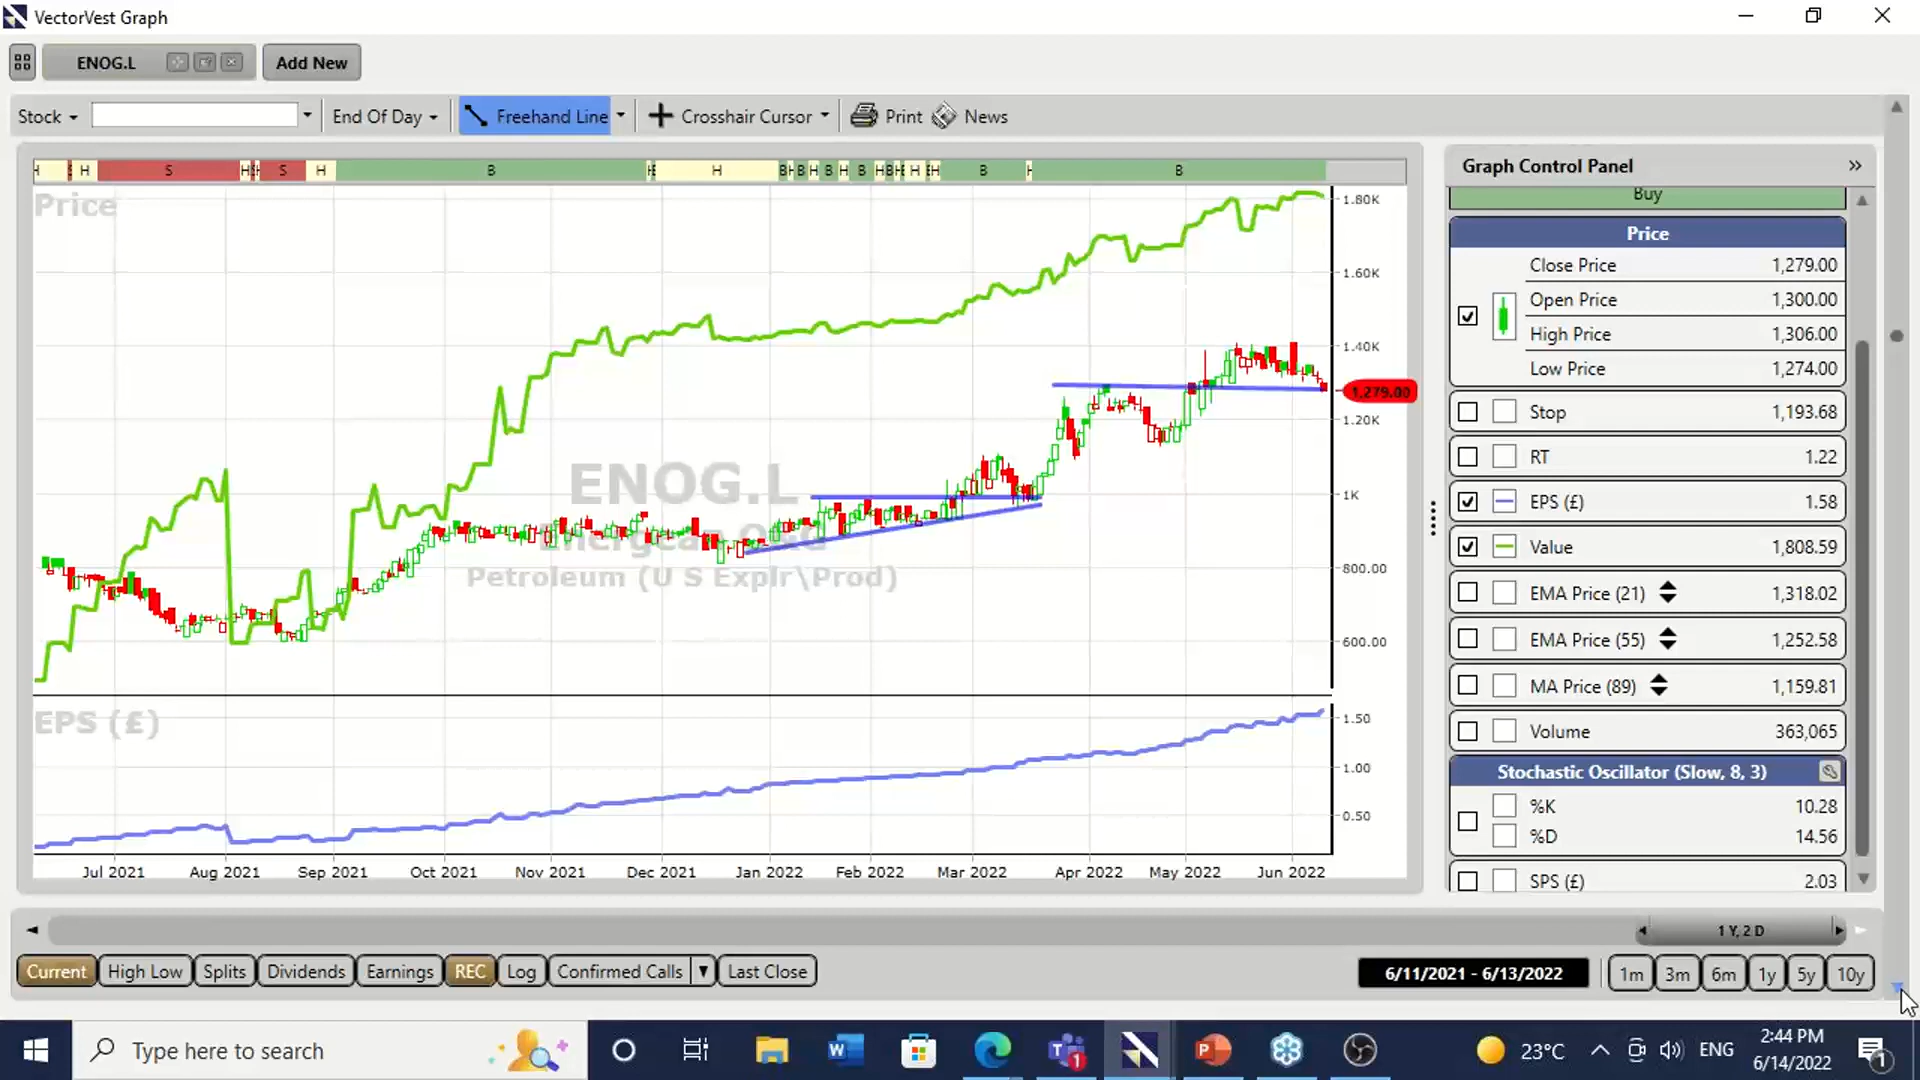 VectorVest Graph
ENOG.L
Add New
Stock
End Of Day
Freehand Line
Crosshair Cursor
Print
News
H S H S H B H B H B H B H B H B H B
Price
1.80K
1.60K
1.40K
1,279.00
1.20K
1K
800.00
600.00
ENOG.L
Energean O&G
Petroleum (U S Explr\Prod)
EPS (£)
1.50
1.00
0.50
Jul 2021 Aug 2021 Sep 2021 Oct 2021 Nov 2021 Dec 2021 Jan 2022 Feb 2022 Mar 2022 Apr 2022 May 2022 Jun 2022
Graph Control Panel
Buy
Price
Close Price 1,279.00
Open Price 1,300.00
High Price 1,306.00
Low Price 1,274.00
Stop 1,193.68
RT 1.22
EPS (£) 1.58
Value 1,808.59
EMA Price (21) 1,318.02
EMA Price (55) 1,252.58
MA Price (89) 1,159.81
Volume 363,065
Stochastic Oscillator (Slow, 8, 3)
%K 10.28
%D 14.56
SPS (£) 2.03
1 Y, 2 D
Current
High Low
Splits
Dividends
Earnings
REC
Log
Confirmed Calls
Last Close
6/11/2021 - 6/13/2022
1m
3m
6m
1y
5y
10y
Type here to search
23°C
ENG
2:44 PM
6/14/2022